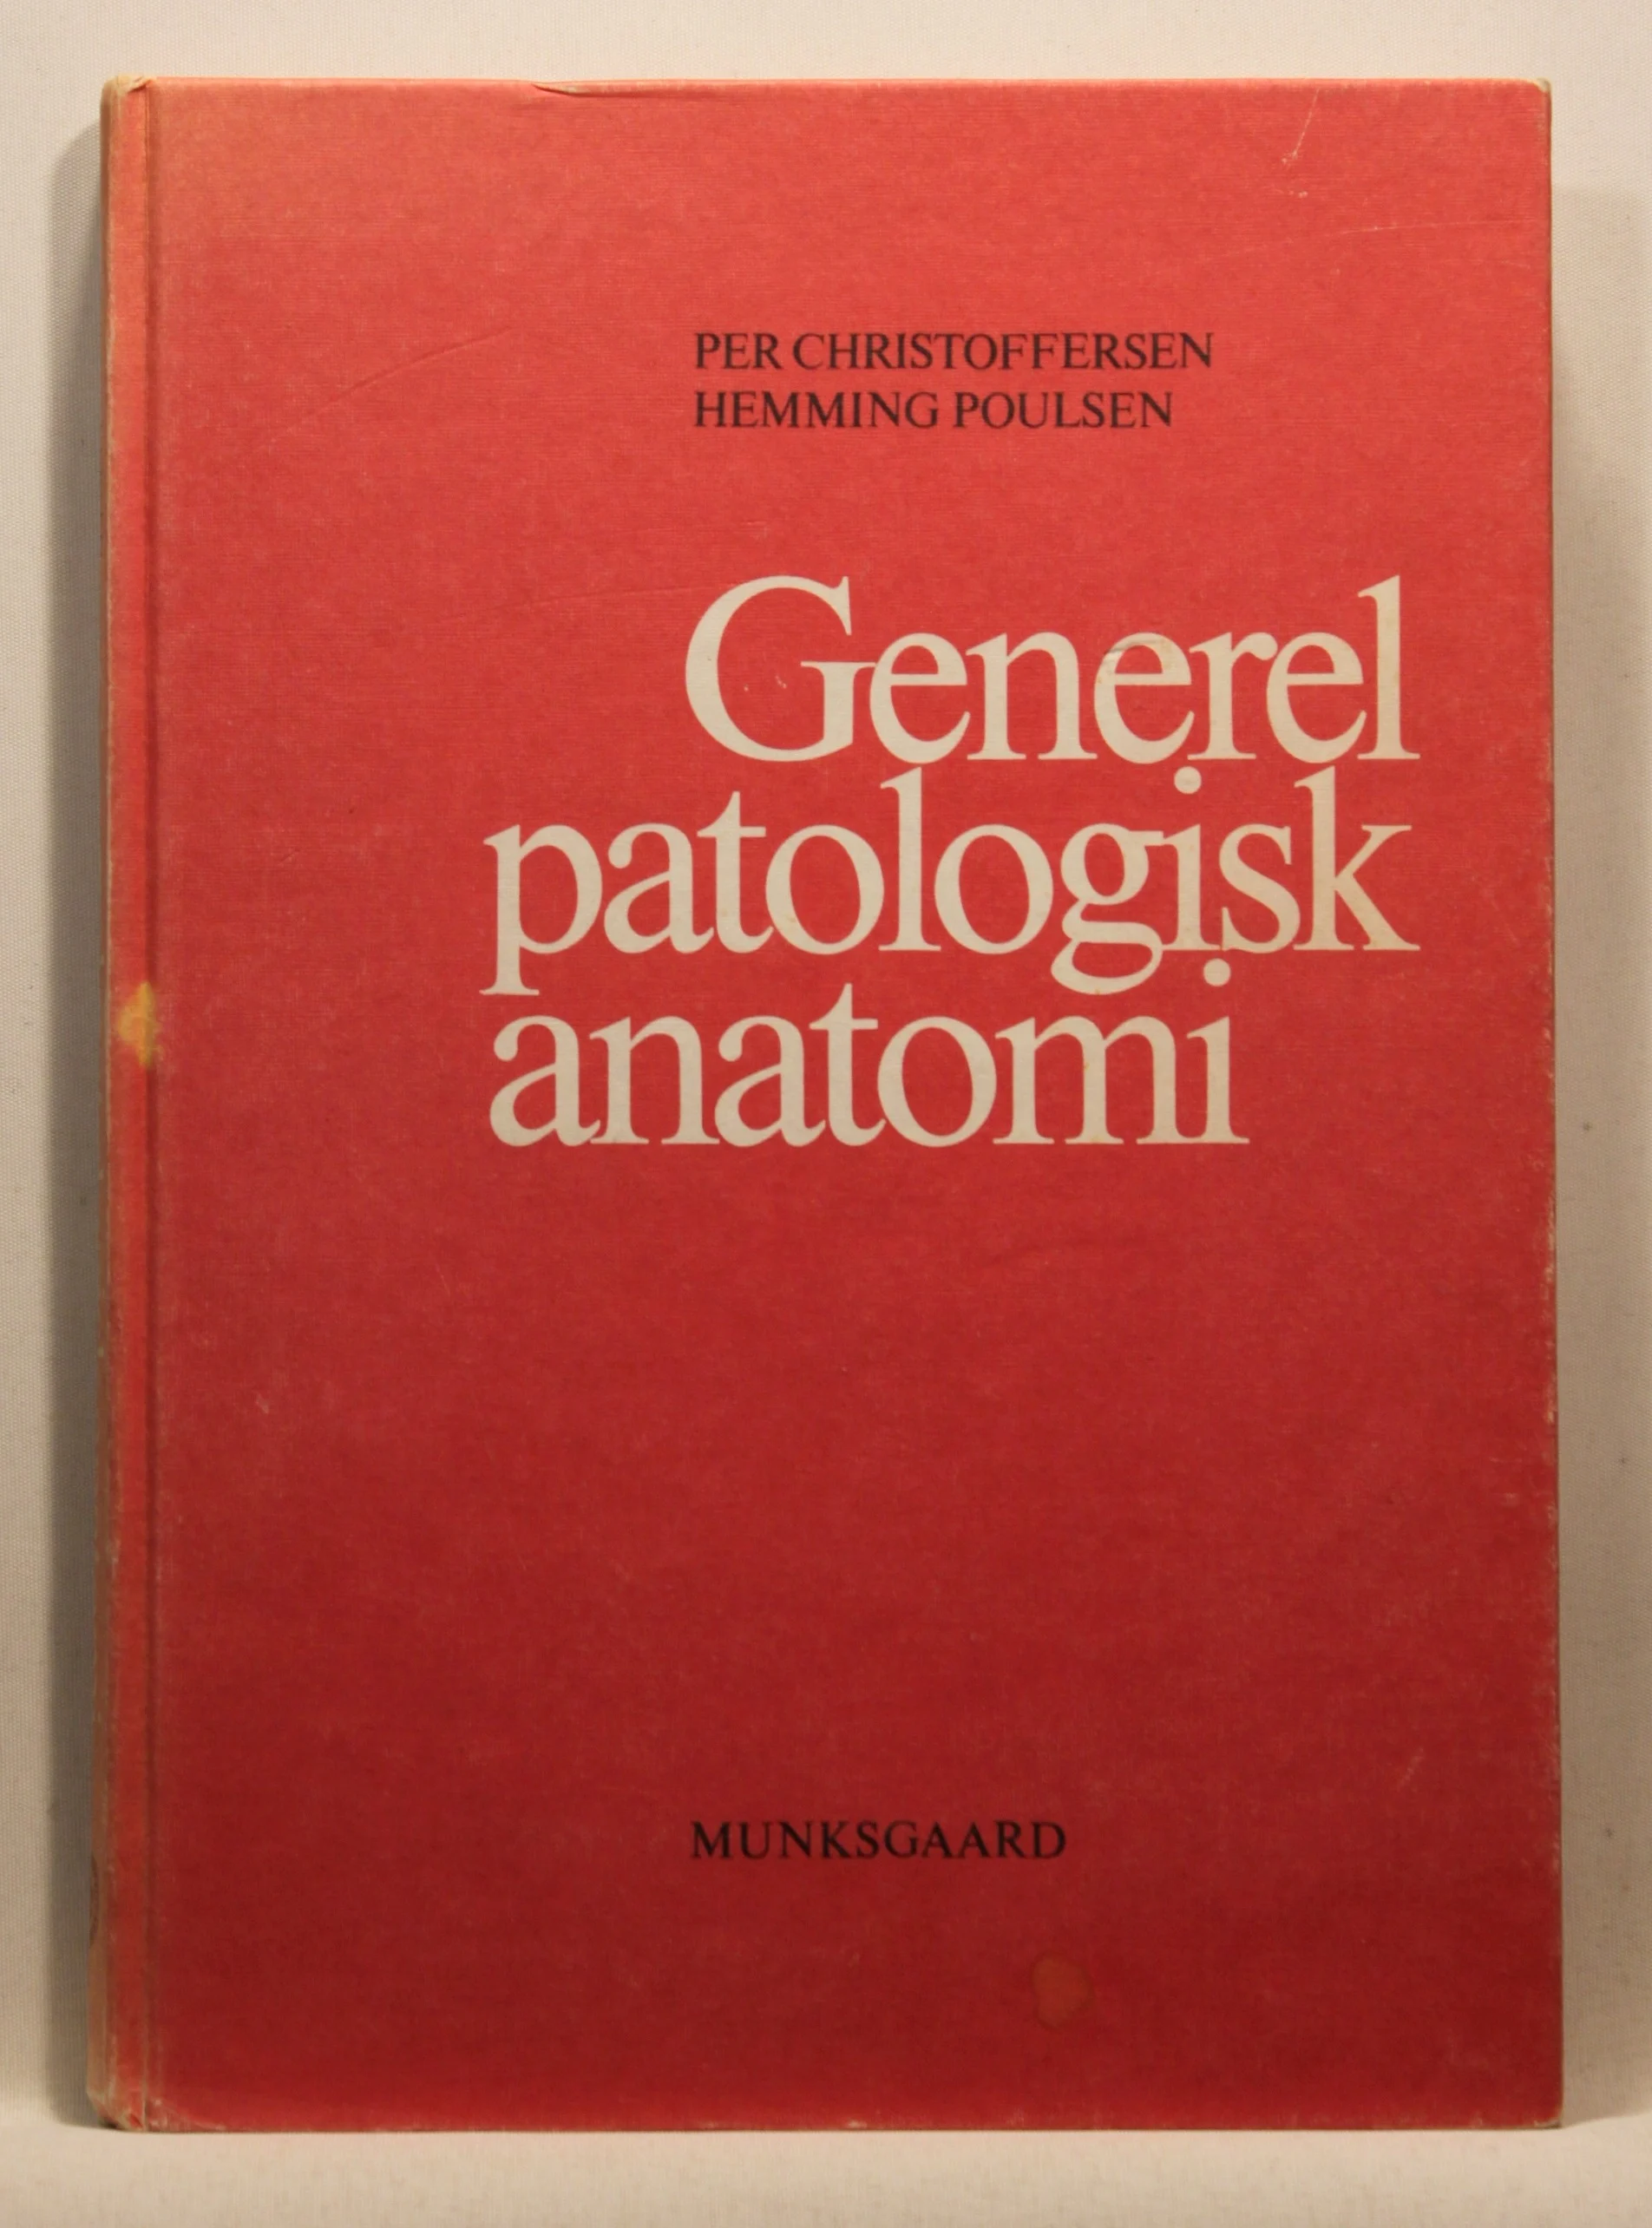 PER CHRISTOFFERSEN
HEMMING POULSEN
Generel
patologisk
anatomi
MUNKSGAARD